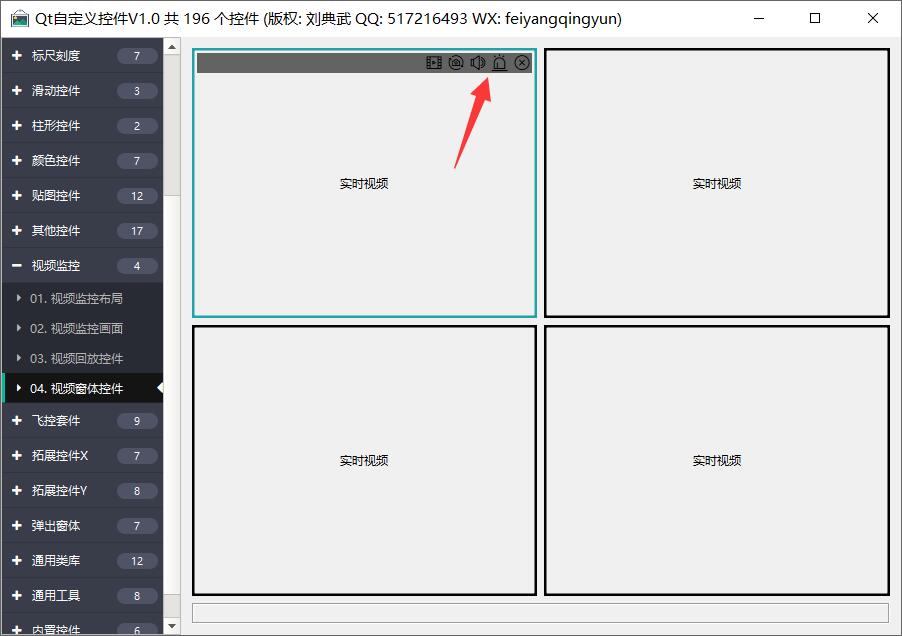 Qt自定义控件V1.0 共 196 个控件 (版权: 刘典武 QQ: 517216493 WX: feiyangqingyun)
标尺刻度 7
滑动控件 3
柱形控件 2
颜色控件 7
贴图控件 12
其他控件 17
视频监控 4
01. 视频监控布局
02. 视频监控画面
03. 视频回放控件
04. 视频窗体控件
飞控套件 9
拓展控件X 7
拓展控件Y 8
弹出窗体 7
通用类库 12
通用工具 8
内置控件 6
实时视频
实时视频
实时视频
实时视频